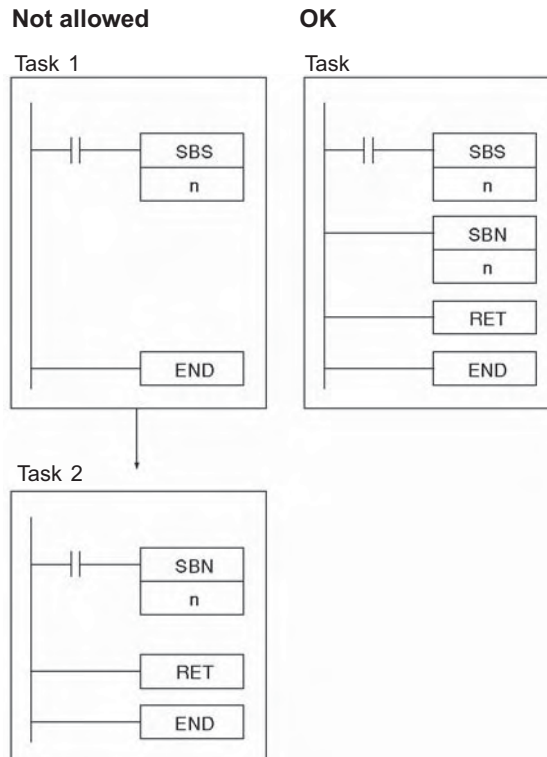 Not allowed
OK
Task 1
SBS
n
END
Task 2
SBN
n
RET
END
Task
SBS
n
SBN
n
RET
END